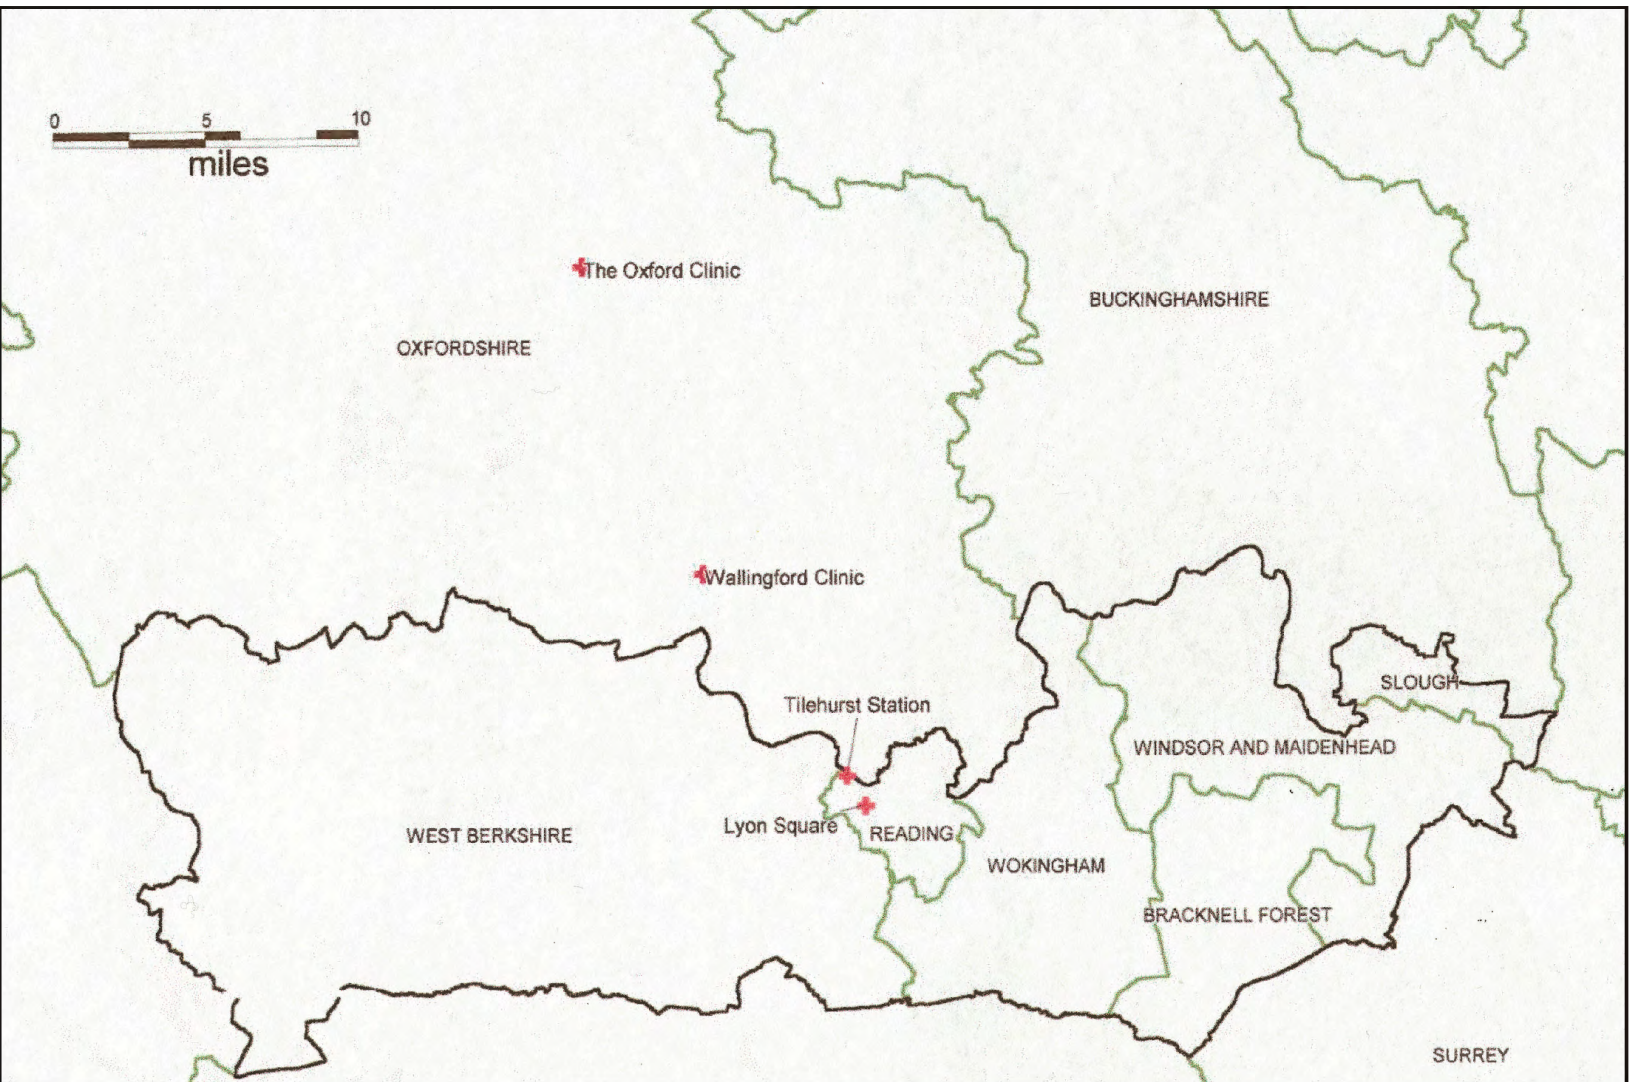 0 5 10
miles
The Oxford Clinic
BUCKINGHAMSHIRE
OXFORDSHIRE
Wallingford Clinic
SLOUGH
Tilehurst Station
WINDSOR AND MAIDENHEAD
Lyon Square
READING
WEST BERKSHIRE
WOKINGHAM
BRACKNELL FOREST
SURREY